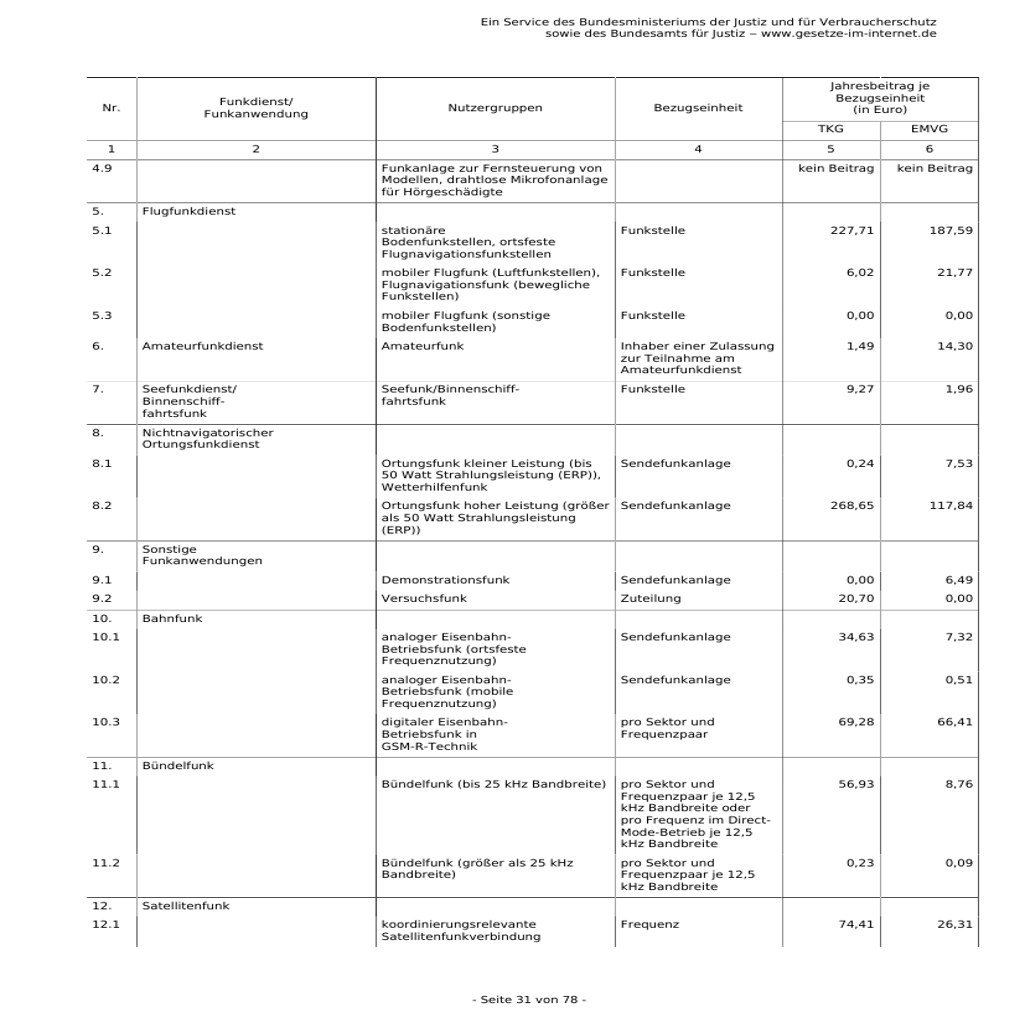 Ein Service des Bundesministeriums der Justiz und für Verbraucherschutz
sowie des Bundesamts für Justiz – www.gesetze-im-internet.de
Nr.
Funkdienst/
Funkanwendung
Nutzergruppen
Bezugseinheit
Jahresbeitrag je
Bezugseinheit
(in Euro)
TKG
EMVG
1
2
3
4
5
6
4.9
Funkanlage zur Fernsteuerung von
Modellen, drahtlose Mikrofonanlage
für Hörgeschädigte
kein Beitrag
kein Beitrag
5.
Flugfunkdienst
5.1
stationäre
Bodenfunkstellen, ortsfeste
Flugnavigationsfunkstellen
Funkstelle
227,71
187,59
5.2
mobiler Flugfunk (Luftfunkstellen),
Flugnavigationsfunk (bewegliche
Funkstellen)
Funkstelle
6,02
21,77
5.3
mobiler Flugfunk (sonstige
Bodenfunkstellen)
Funkstelle
0,00
0,00
6.
Amateurfunkdienst
Amateurfunk
Inhaber einer Zulassung
zur Teilnahme am
Amateurfunkdienst
1,49
14,30
7.
Seefunkdienst/
Binnenschiff-
fahrtsfunk
Seefunk/Binnenschiff-
fahrtsfunk
Funkstelle
9,27
1,96
8.
Nichtnavigatorischer
Ortungsfunkdienst
8.1
Ortungsfunk kleiner Leistung (bis
50 Watt Strahlungsleistung (ERP)),
Wetterhilfenfunk
Sendefunkanlage
0,24
7,53
8.2
Ortungsfunk hoher Leistung (größer
als 50 Watt Strahlungsleistung
(ERP))
Sendefunkanlage
268,65
117,84
9.
Sonstige
Funkanwendungen
9.1
Demonstrationsfunk
Sendefunkanlage
0,00
6,49
9.2
Versuchsfunk
Zuteilung
20,70
0,00
10.
Bahnfunk
10.1
analoger Eisenbahn-
Betriebsfunk (ortsfeste
Frequenznutzung)
Sendefunkanlage
34,63
7,32
10.2
analoger Eisenbahn-
Betriebsfunk (mobile
Frequenznutzung)
Sendefunkanlage
0,35
0,51
10.3
digitaler Eisenbahn-
Betriebsfunk in
GSM-R-Technik
pro Sektor und
Frequenzpaar
69,28
66,41
11.
Bündelfunk
11.1
Bündelfunk (bis 25 kHz Bandbreite)
pro Sektor und
Frequenzpaar je 12,5
kHz Bandbreite oder
pro Frequenz im Direct-
Mode-Betrieb je 12,5
kHz Bandbreite
56,93
8,76
11.2
Bündelfunk (größer als 25 kHz
Bandbreite)
pro Sektor und
Frequenzpaar je 12,5
kHz Bandbreite
0,23
0,09
12.
Satellitenfunk
12.1
koordinierungsrelevante
Satellitenfunkverbindung
Frequenz
74,41
26,31
- Seite 31 von 78 -